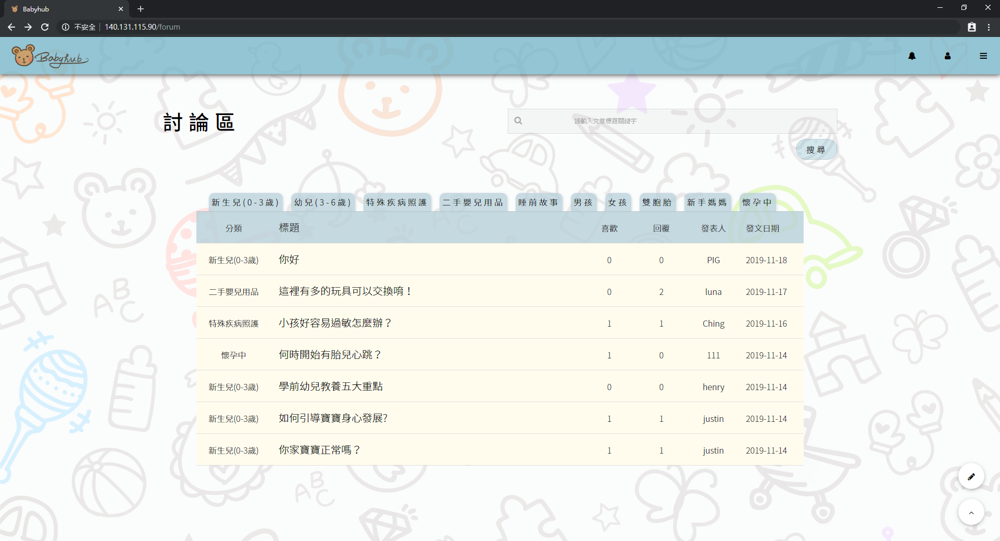 Babyhub
不安全 140.131.115.90/forum
Babyhub
討論區
請輸入文章標題關鍵字
搜尋
新生兒(0-3歲) 幼兒(3-6歲) 特殊疾病照護 二手嬰兒用品 睡前故事 男孩 女孩 雙胞胎 新手媽媽 懷孕中
分類 標題 喜歡 回覆 發表人 發文日期
新生兒(0-3歲) 你好 0 0 PIG 2019-11-18
二手嬰兒用品 這裡有多的玩具可以交換唷！ 0 2 luna 2019-11-17
特殊疾病照護 小孩好容易過敏怎麼辦？ 1 1 Ching 2019-11-16
懷孕中 何時開始有胎兒心跳？ 1 0 111 2019-11-14
新生兒(0-3歲) 學前幼兒教養五大重點 0 0 henry 2019-11-14
新生兒(0-3歲) 如何引導寶寶身心發展? 1 1 justin 2019-11-14
新生兒(0-3歲) 你家寶寶正常嗎？ 1 1 justin 2019-11-14
ABC
ABC